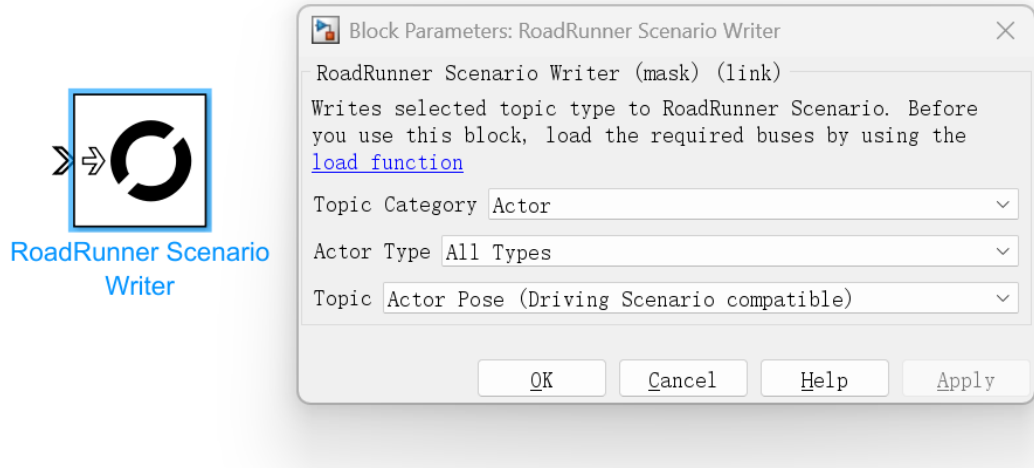 Block Parameters: RoadRunner Scenario Writer
RoadRunner Scenario Writer (mask) (link)
Writes selected topic type to RoadRunner Scenario. Before
you use this block, load the required buses by using the
load function
Topic Category Actor
Actor Type All Types
Topic Actor Pose (Driving Scenario compatible)
OK Cancel Help Apply
RoadRunner Scenario
Writer